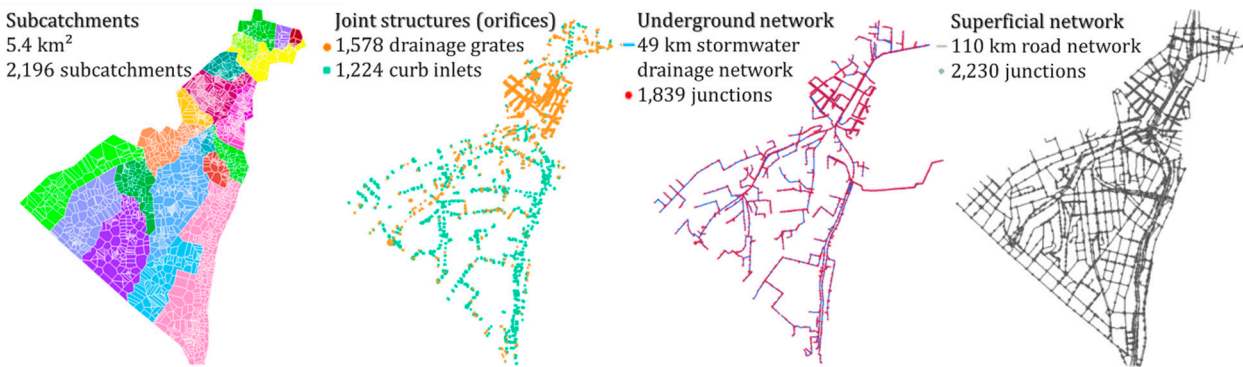 Subcatchments
5.4 km²
2,196 subcatchments
Joint structures (orifices)
1,578 drainage grates
1,224 curb inlets
Underground network
49 km stormwater
drainage network
1,839 junctions
Superficial network
110 km road network
2,230 junctions